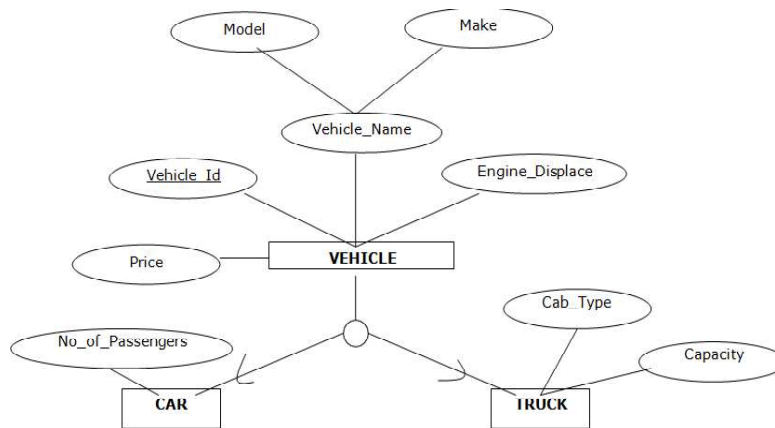 Model
Make
Vehicle_Name
Vehicle_Id
Engine_Displace
VEHICLE
Price
Cab_Type
No_of_Passengers
Capacity
CAR
TRUCK